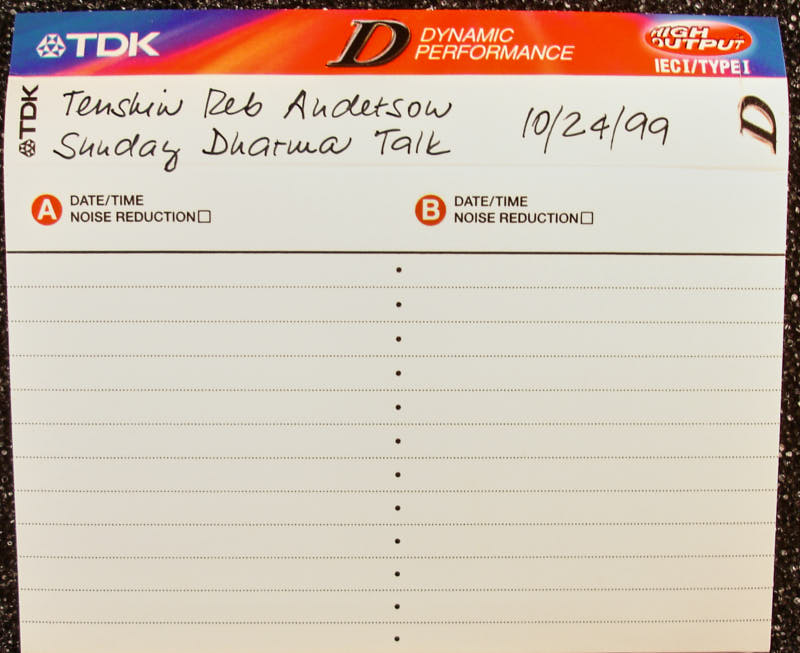 TDK D DYNAMIC PERFORMANCE HIGH OUTPUT
IEC I/TYPE I
TDK Tenshin Reb Anderson 10/24/99 D
Sunday Dharma Talk
A DATE/TIME B DATE/TIME
NOISE REDUCTION NOISE REDUCTION